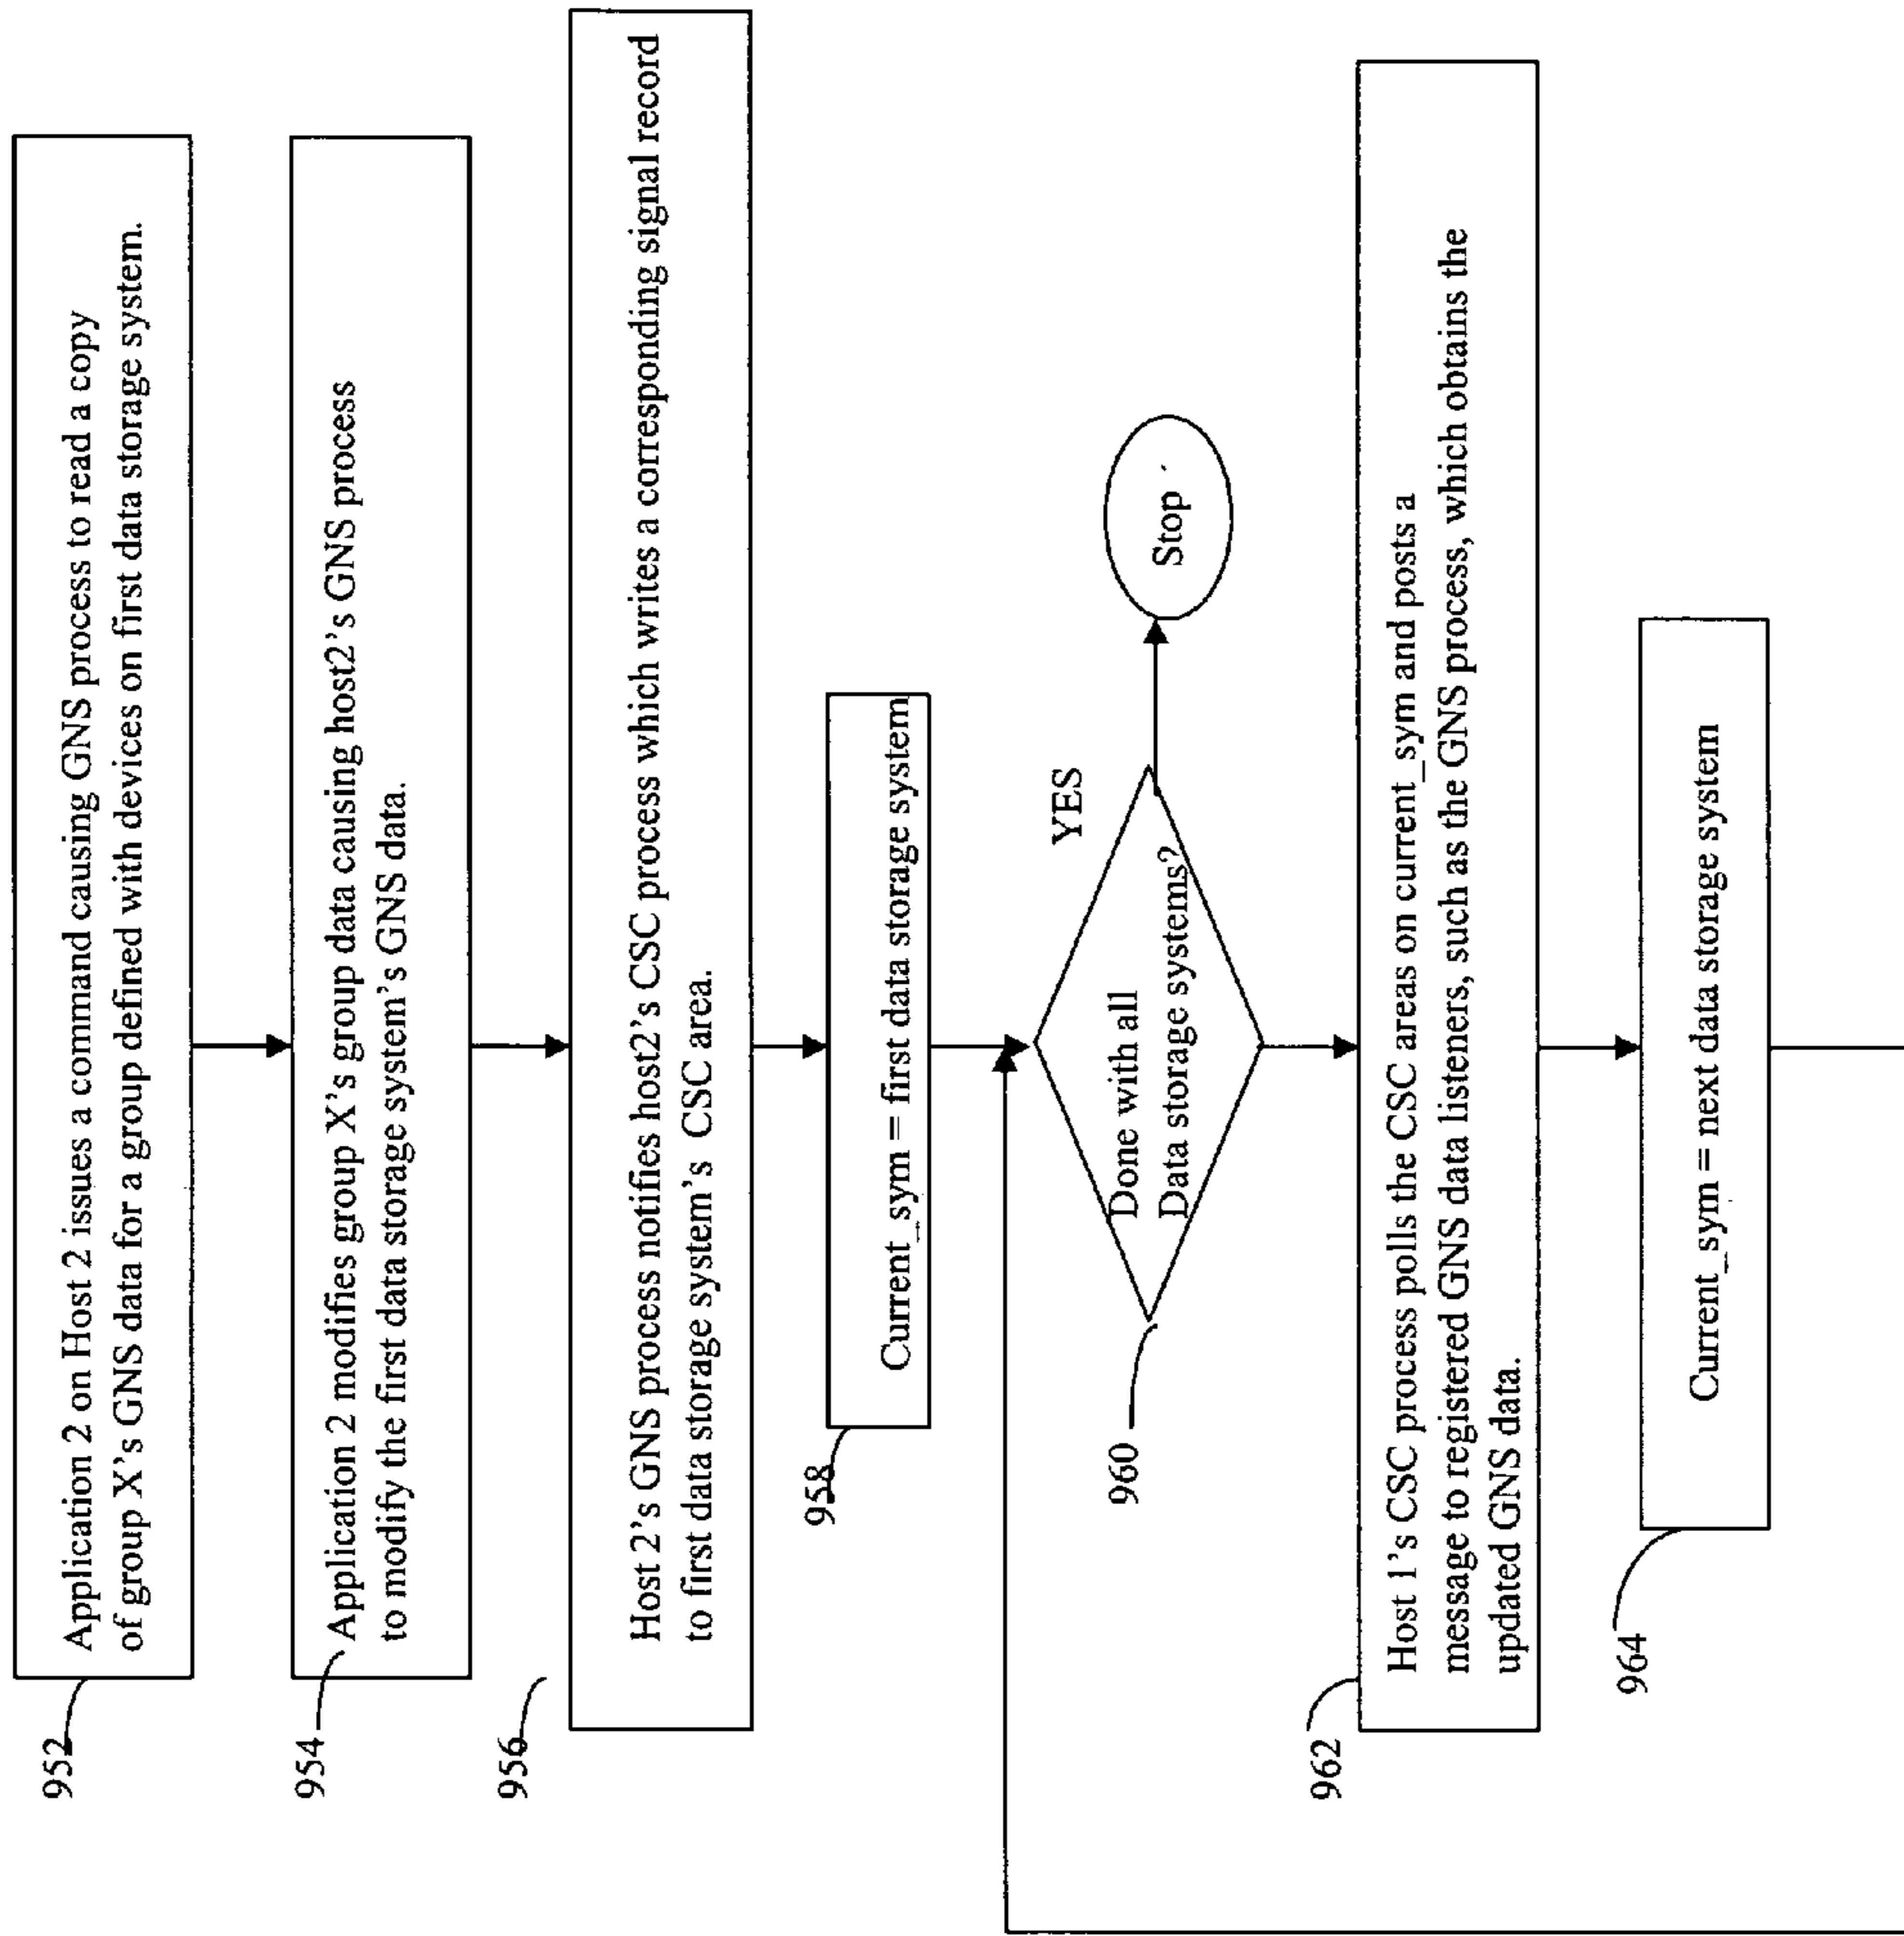 952
Application 2 on Host 2 issues a command causing GNS process to read a copy
of group X's GNS data for a group defined with devices on first data storage system.
954
Application 2 modifies group X's group data causing host2's GNS process
to modify the first data storage system's GNS data.
956
Host 2's GNS process notifies host2's CSC process which writes a corresponding signal record
to first data storage system's CSC area.
958
Current_sym = first data storage system
960
Done with all
Data storage systems?
YES
Stop
962
Host 1's CSC process polls the CSC areas on current_sym and posts a
message to registered GNS data listeners, such as the GNS process, which obtains the
updated GNS data.
964
Current_sym = next data storage system